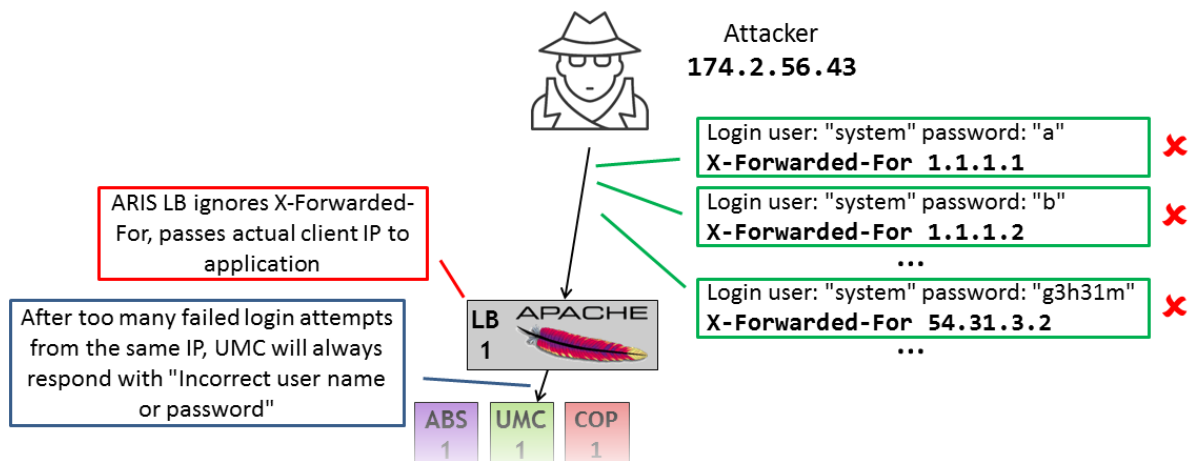 Attacker
174.2.56.43
Login user: "system" password: "a"
X-Forwarded-For 1.1.1.1
Login user: "system" password: "b"
X-Forwarded-For 1.1.1.2
...
Login user: "system" password: "g3h31m"
X-Forwarded-For 54.31.3.2
...
ARIS LB ignores X-Forwarded-
For, passes actual client IP to
application
After too many failed login attempts
from the same IP, UMC will always
respond with "Incorrect user name
or password"
LB
1
APACHE
ABS
1
UMC
1
COP
1